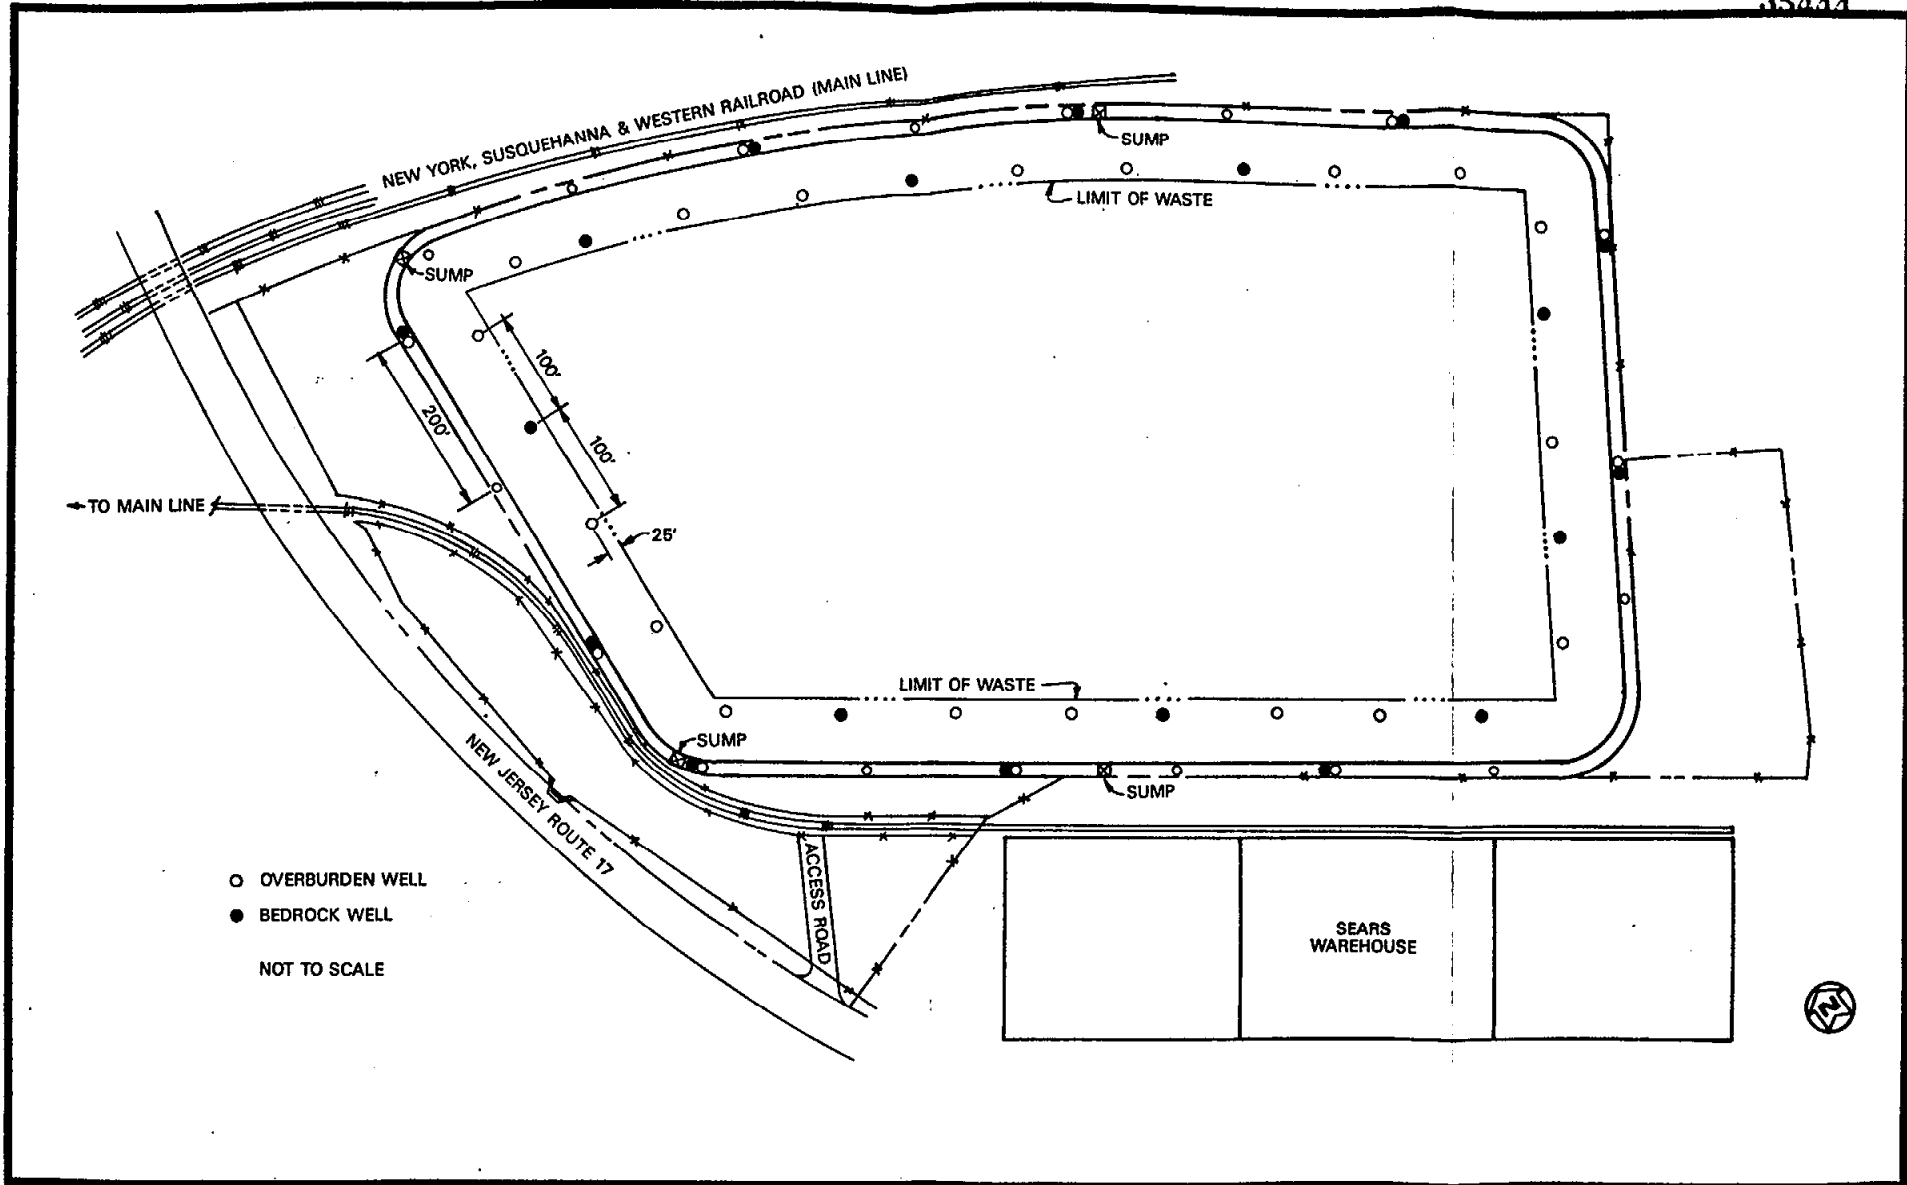 NEW YORK, SUSQUEHANNA & WESTERN RAILROAD (MAIN LINE)
SUMP
LIMIT OF WASTE
SUMP
100'
200'
100'
TO MAIN LINE
25'
LIMIT OF WASTE
SUMP
SUMP
NEW JERSEY ROUTE 17
ACCESS ROAD
OVERBURDEN WELL
BEDROCK WELL
NOT TO SCALE
SEARS
WAREHOUSE
N